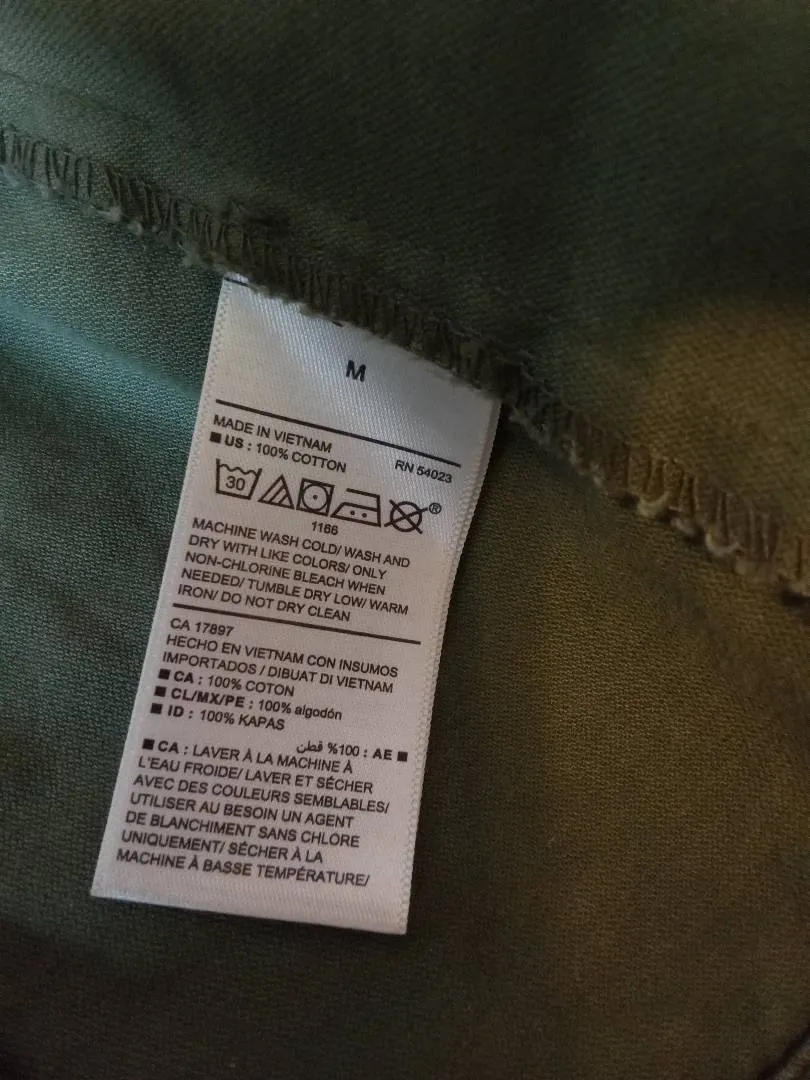 M
MADE IN VIETNAM
■ US : 100% COTTON RN 54023
30
®
1166
MACHINE WASH COLD/ WASH AND
DRY WITH LIKE COLORS/ ONLY
NON-CHLORINE BLEACH WHEN
NEEDED/ TUMBLE DRY LOW/ WARM
IRON/ DO NOT DRY CLEAN
CA 17897
HECHO EN VIETNAM CON INSUMOS
IMPORTADOS / DIBUAT DI VIETNAM
■ CA : 100% COTON
■ CL/MX/PE : 100% algodón
■ ID : 100% KAPAS
■ AE : 100% قطن
■ CA : LAVER À LA MACHINE À
L'EAU FROIDE/ LAVER ET SÉCHER
AVEC DES COULEURS SEMBLABLES/
UTILISER AU BESOIN UN AGENT
DE BLANCHIMENT SANS CHLORE
UNIQUEMENT/ SÉCHER À LA
MACHINE À BASSE TEMPÉRATURE/